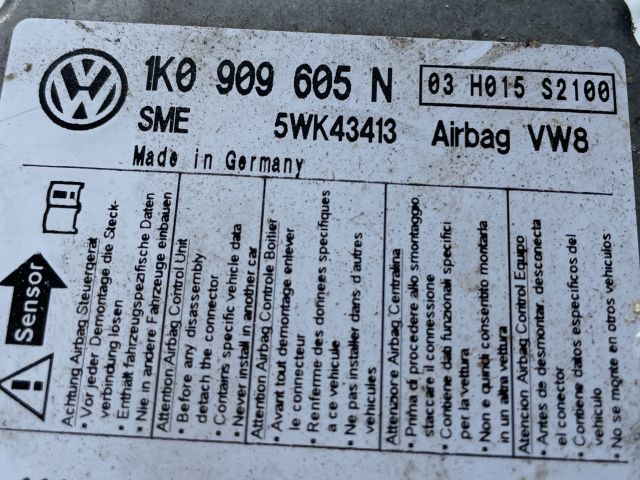 1K0 909 605 N 03 H015 S2100
SME 5WK43413 Airbag VW8
Made in Germany
Sensor
Achtung Airbag Steuergerät
• Vor jeder Demontage die Steck-
verbindung lösen
• Enthält fahrzeugspezifische Daten
• Nie in andere Fahrzeuge einbauen
Attention Airbag Control Unit
• Before any disassembly
detach the connector
• Contains specific vehicle data
• Never install in another car
Attention Airbag Controle Boilier
• Avant tout demontage enlever
le connecteur
• Renferme des donnees specifiques
a ce vehicule
• Ne pas installer dans d'autres
vehicules
Attenzione Airbag Centralina
• Prinha di procedere allo smontaggio,
staccare il connessione
• Contiene dati funzionali specifici
per la vettura
• Non e quindi consentito montarla
in un altra vettura
Atencion Airbag Control Equipo
• Antes de desmontar, desconecta
el conector
• Contiene datos especificos del
vehiculo
• No se monte en otros vehiculos